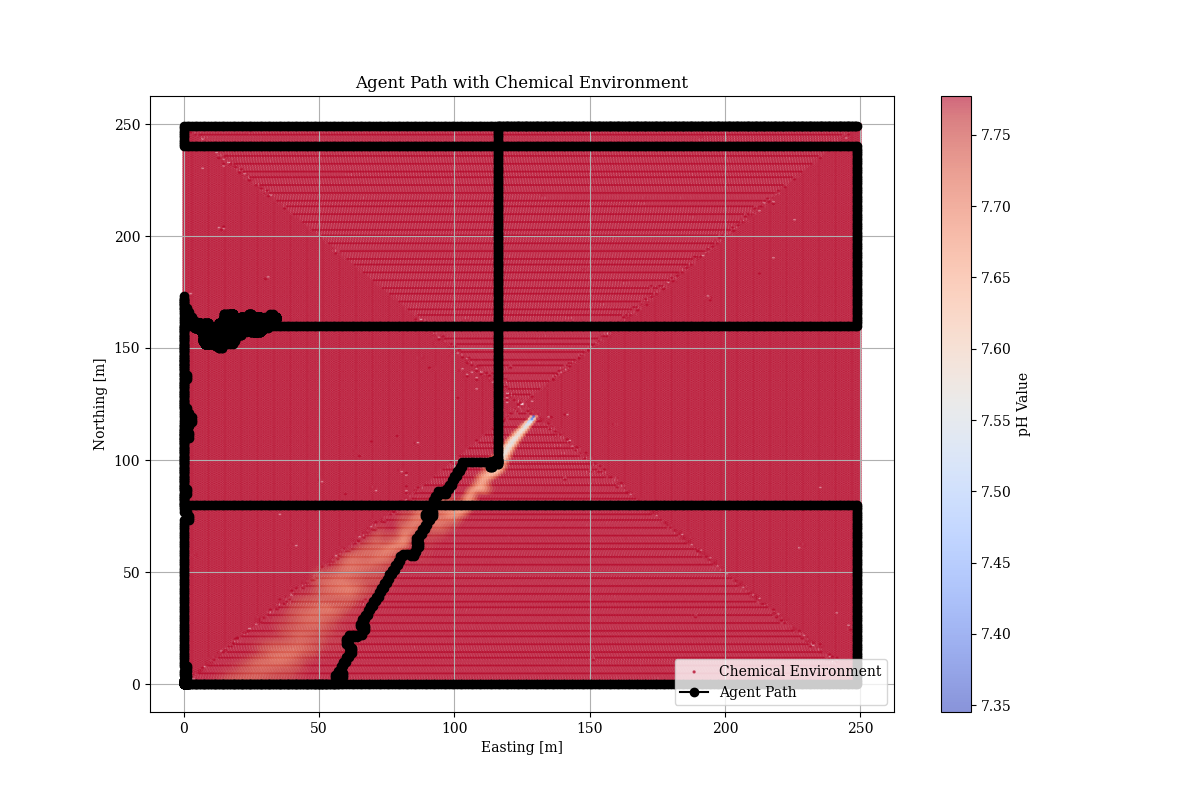 Agent Path with Chemical Environment
Northing [m]
250
200
150
100
50
0
0 50 100 150 200 250
Easting [m]
Chemical Environment
Agent Path
7.75
7.70
7.65
7.60
7.55
7.50
7.45
7.40
7.35
pH Value